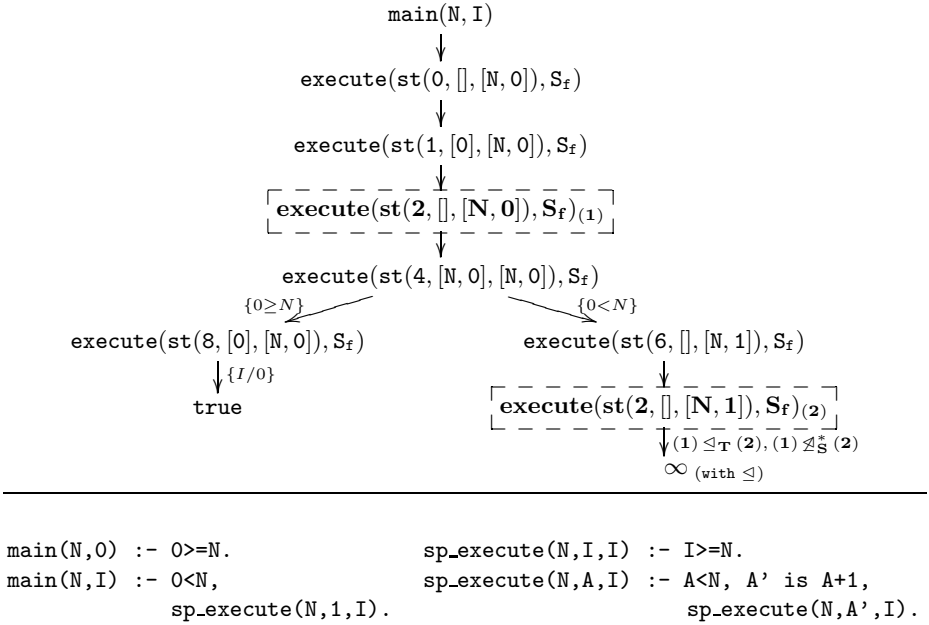 main(N, I)
execute(st(0, [], [N, 0]), S_f)
execute(st(1, [0], [N, 0]), S_f)
execute(st(2, [], [N, 0]), S_f)_(1)
execute(st(4, [N, 0], [N, 0]), S_f)
{0≥N} {0<N}
execute(st(8, [0], [N, 0]), S_f) execute(st(6, [], [N, 1]), S_f)
{I/0}
true execute(st(2, [], [N, 1]), S_f)_(2)
(1) ⊴_T (2), (1) ⋬*_S (2)
∞ (with ⊴)
main(N,0) :- 0>=N. sp_execute(N,I,I) :- I>=N.
main(N,I) :- 0<N, sp_execute(N,A,I) :- A<N, A' is A+1,
sp_execute(N,1,I). sp_execute(N,A',I).